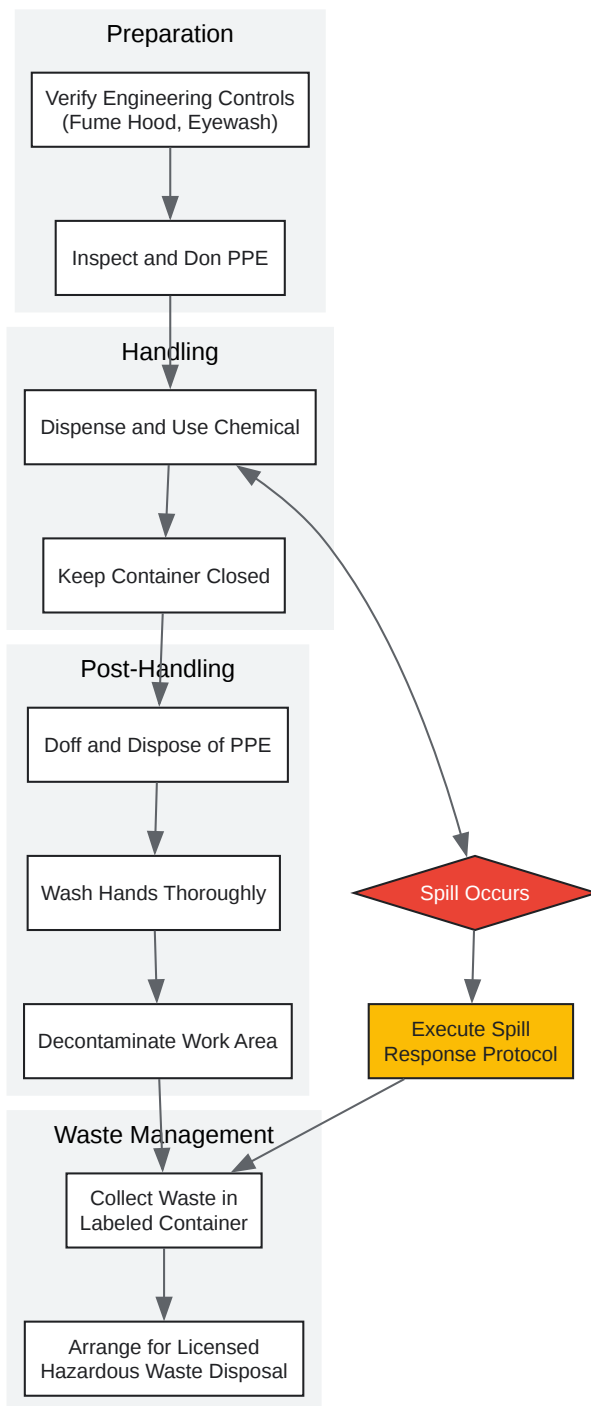 Preparation
Verify Engineering Controls
(Fume Hood, Eyewash)
Inspect and Don PPE
Handling
Dispense and Use Chemical
Keep Container Closed
Post-Handling
Doff and Dispose of PPE
Wash Hands Thoroughly
Spill Occurs
Decontaminate Work Area
Execute Spill
Response Protocol
Waste Management
Collect Waste in
Labeled Container
Arrange for Licensed
Hazardous Waste Disposal